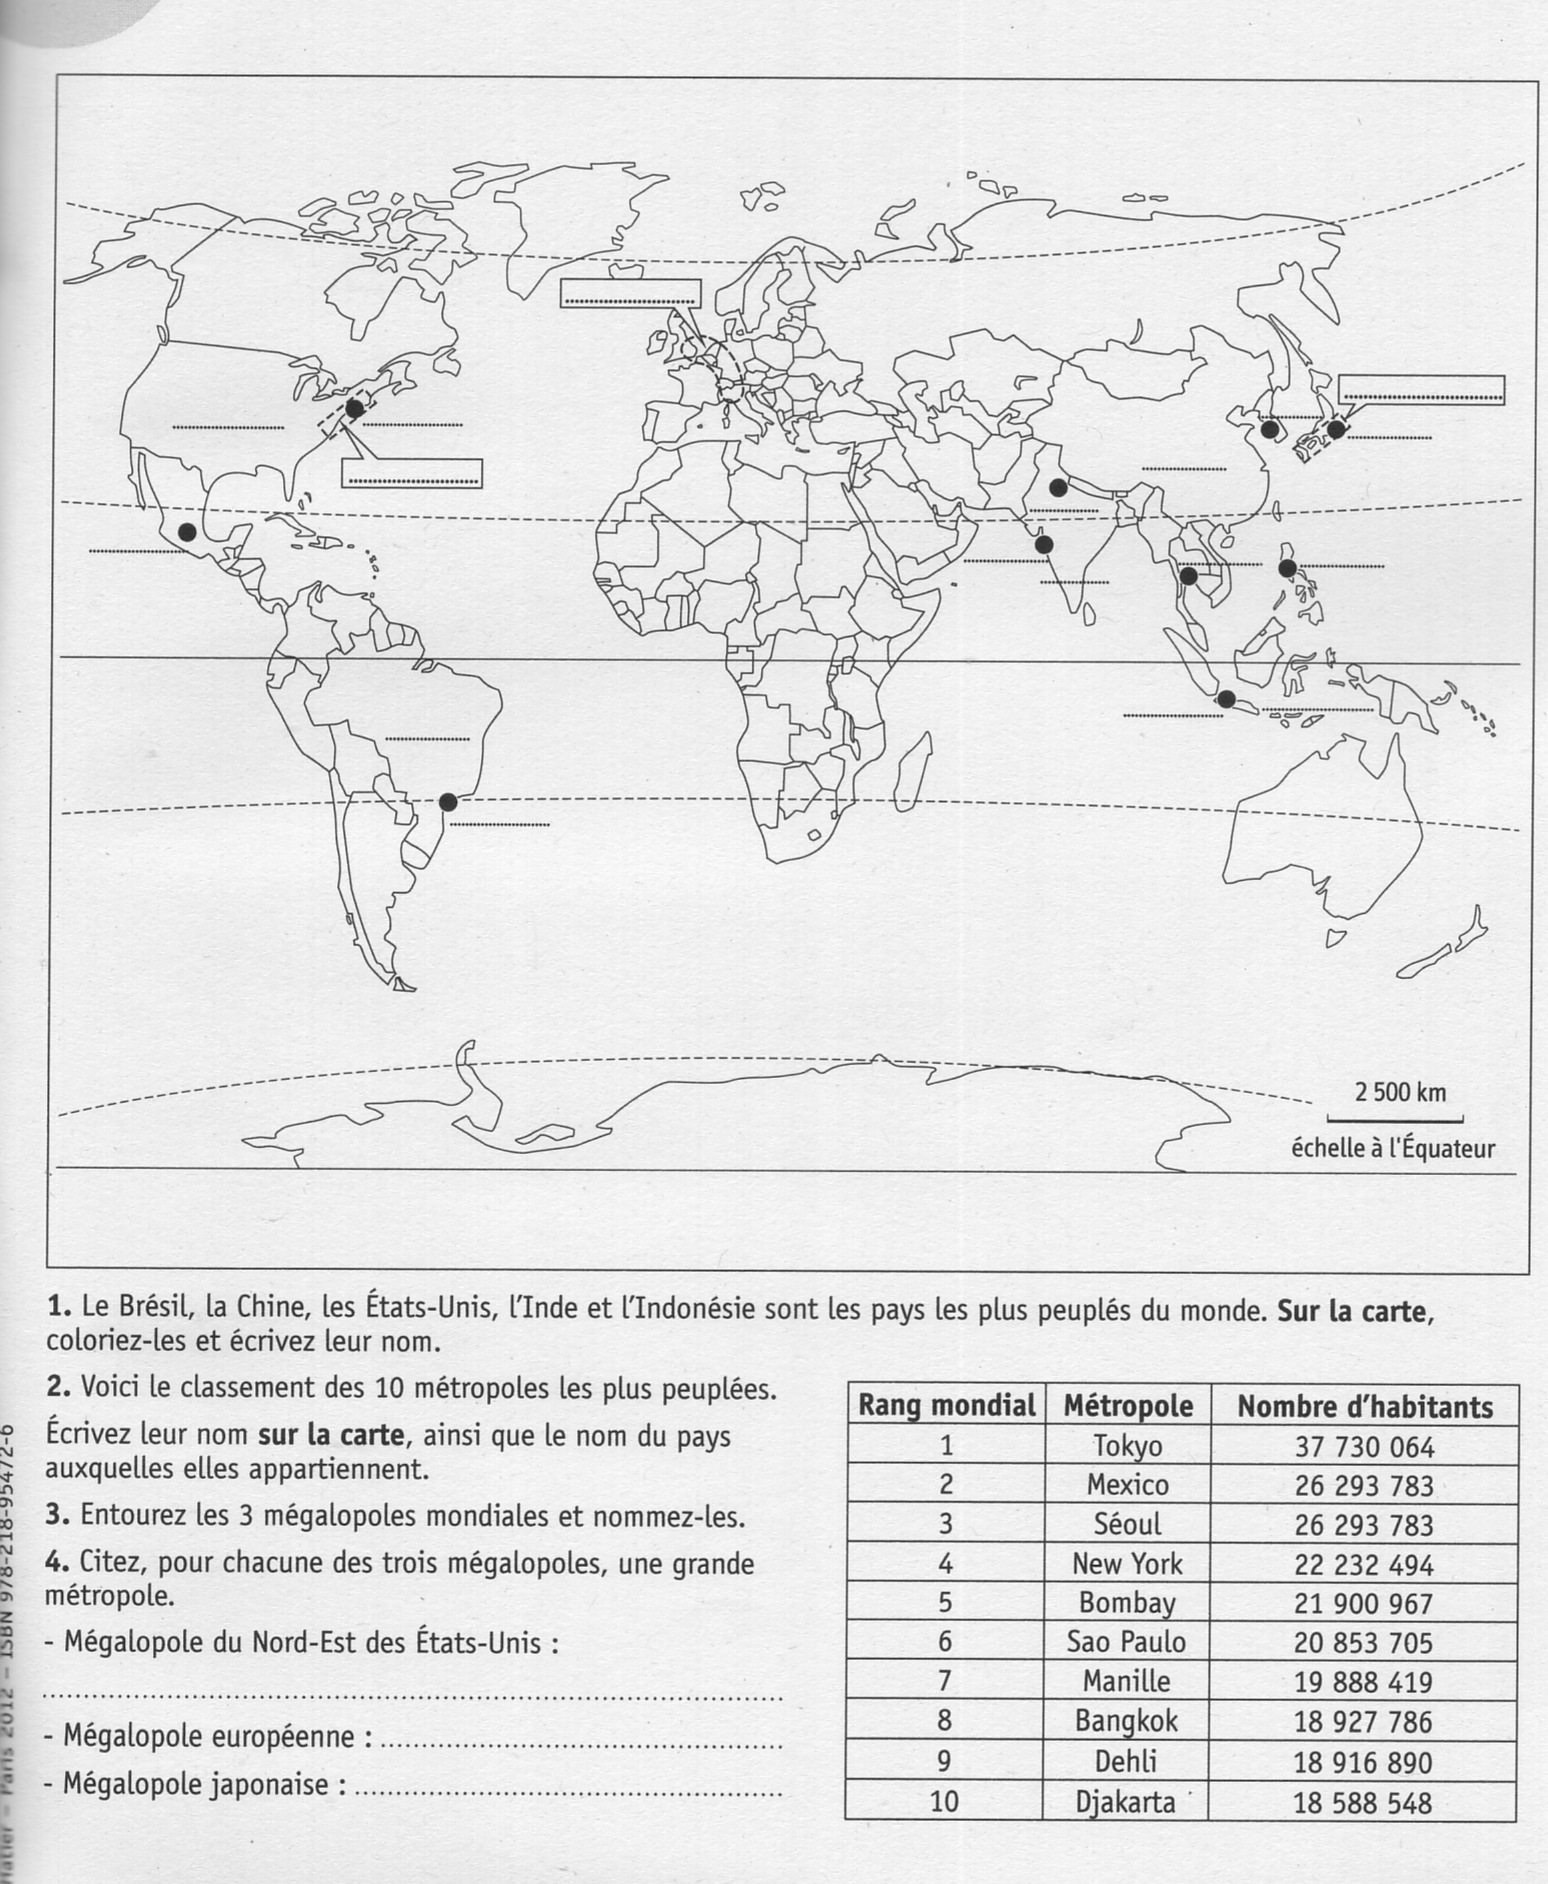 2 500 km
échelle à l'Équateur
1. Le Brésil, la Chine, les États-Unis, l'Inde et l'Indonésie sont les pays les plus peuplés du monde. Sur la carte,
coloriez-les et écrivez leur nom.
2. Voici le classement des 10 métropoles les plus peuplées.
Écrivez leur nom sur la carte, ainsi que le nom du pays
auxquelles elles appartiennent.
3. Entourez les 3 mégalopoles mondiales et nommez-les.
4. Citez, pour chacune des trois mégalopoles, une grande
métropole.
- Mégalopole du Nord-Est des États-Unis :
- Mégalopole européenne :
- Mégalopole japonaise :
Rang mondial Métropole Nombre d'habitants
1 Tokyo 37 730 064
2 Mexico 26 293 783
3 Séoul 26 293 783
4 New York 22 232 494
5 Bombay 21 900 967
6 Sao Paulo 20 853 705
7 Manille 19 888 419
8 Bangkok 18 927 786
9 Dehli 18 916 890
10 Djakarta 18 588 548
Hatier – Paris 2012 – ISBN 978-218-95472-6